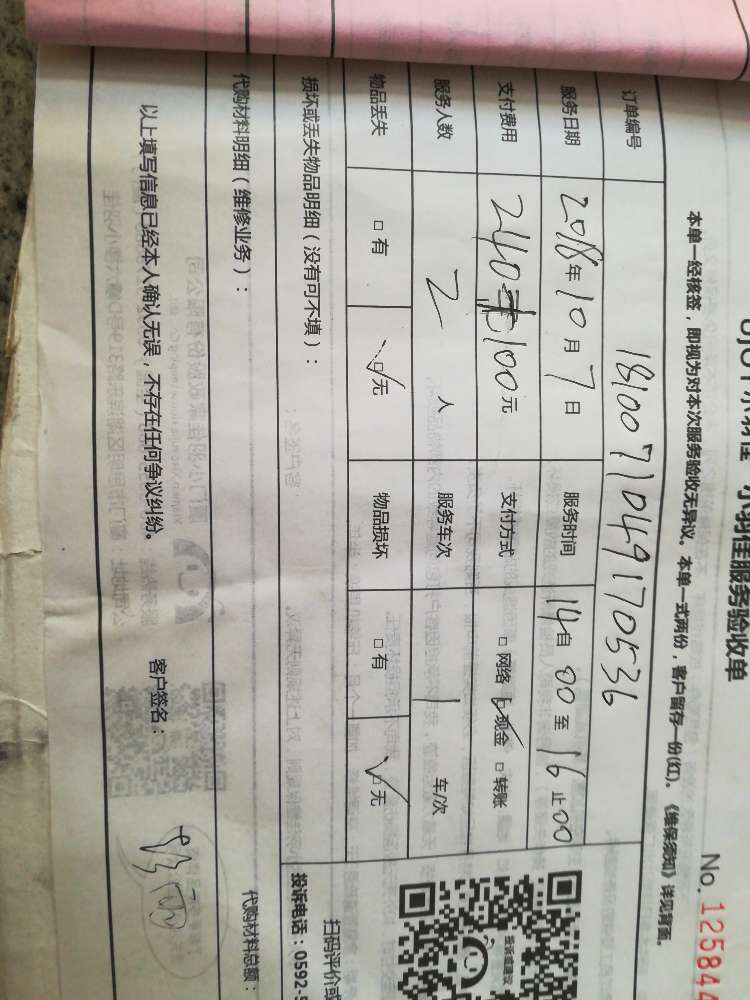 小羽佳服务验收单
No. 125844
本单一经核签，即视为对本次服务验收无异议。本单一式两份，客户留存一份(红)。《维保须知》详见背面。
订单编号 1810071049170536
服务日期 2018年10月7日 服务时间 14自00至16止00
支付费用 240 100元 支付方式 □网络 ☑现金 □转账
服务人数 2人 服务车次 1 车/次
物品丢失 □有 ☑无 物品损坏 □有 ☑无
损坏或丢失物品明细（没有可不填）：
扫码评价或
投诉电话：0592-5
代购材料明细（维修业务）：
代购材料总额：
以上填写信息已经本人确认无误，不存在任何争议纠纷。 客户签名：